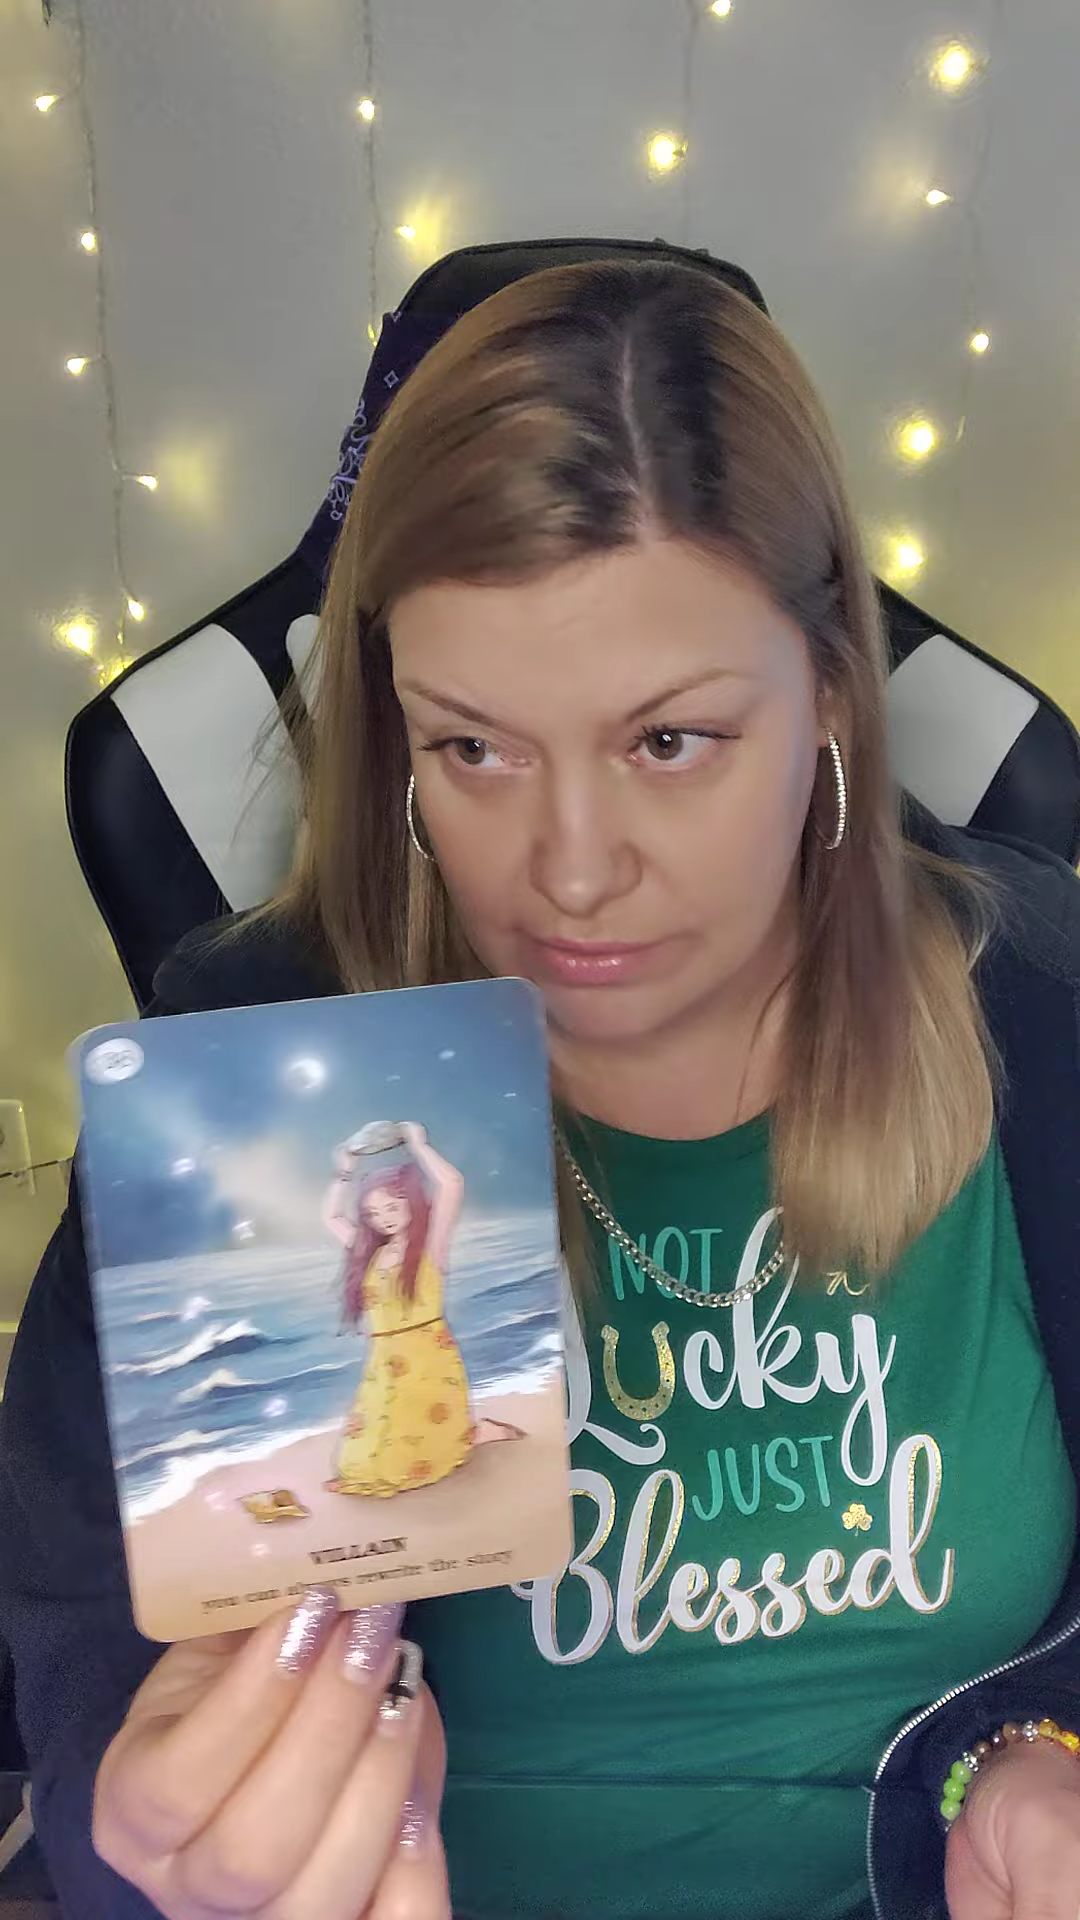 VILLAIN
you can always rewrite the story
NOT a
Lucky
JUST
Blessed